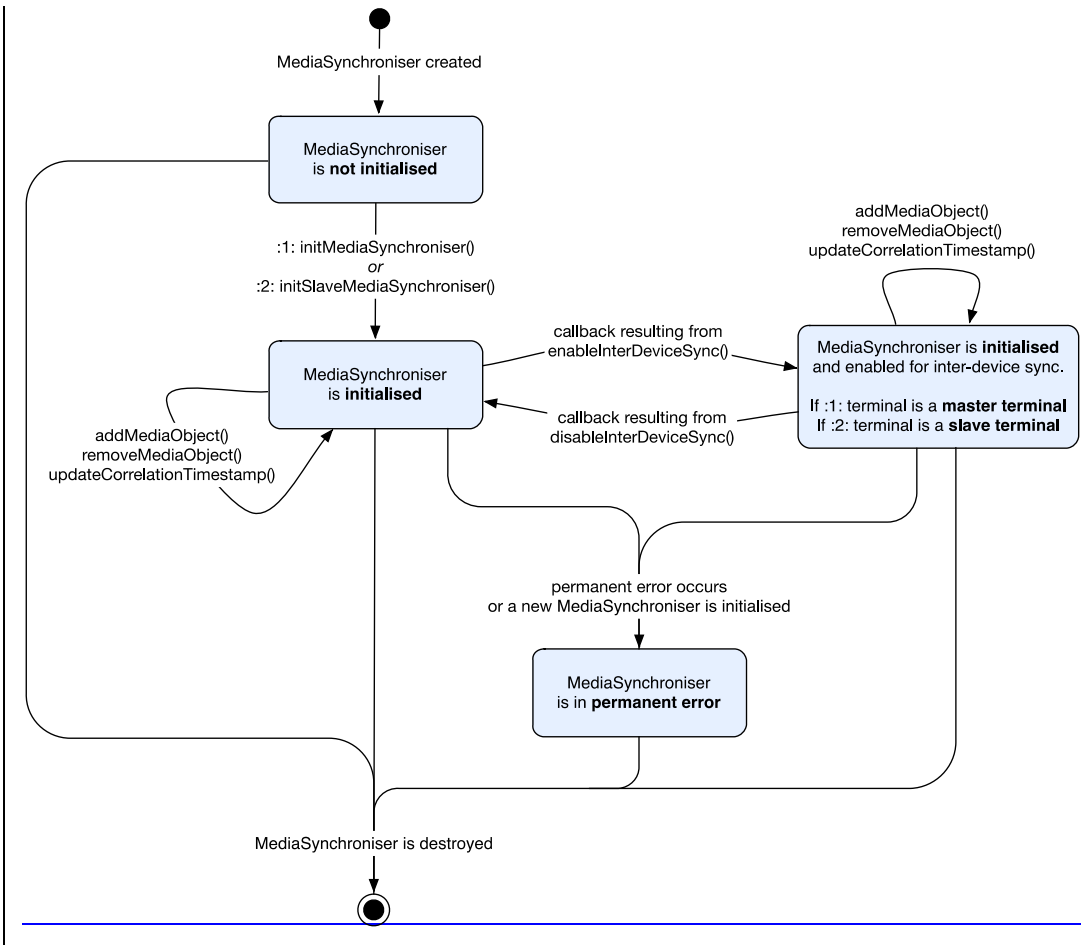 MediaSynchroniser created
MediaSynchroniser
is not initialised
:1: initMediaSynchroniser()
or
:2: initSlaveMediaSynchroniser()
addMediaObject()
removeMediaObject()
updateCorrelationTimestamp()
callback resulting from
enableInterDeviceSync()
MediaSynchroniser is initialised
and enabled for inter-device sync.
If :1: terminal is a master terminal
If :2: terminal is a slave terminal
MediaSynchroniser
is initialised
callback resulting from
disableInterDeviceSync()
addMediaObject()
removeMediaObject()
updateCorrelationTimestamp()
permanent error occurs
or a new MediaSynchroniser is initialised
MediaSynchroniser
is in permanent error
MediaSynchroniser is destroyed